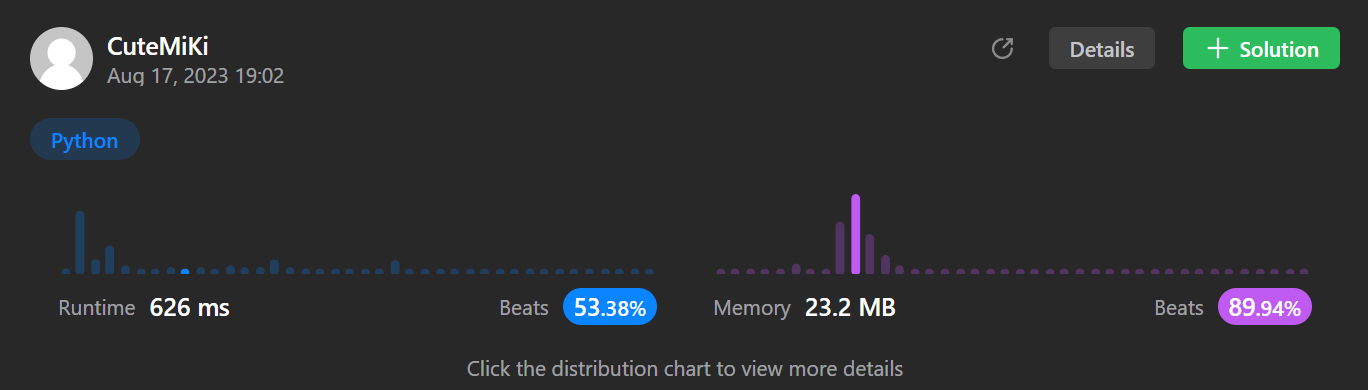 CuteMiKi
Aug 17, 2023 19:02
Details
+ Solution
Python
Runtime 626 ms Beats 53.38%
Memory 23.2 MB Beats 89.94%
Click the distribution chart to view more details